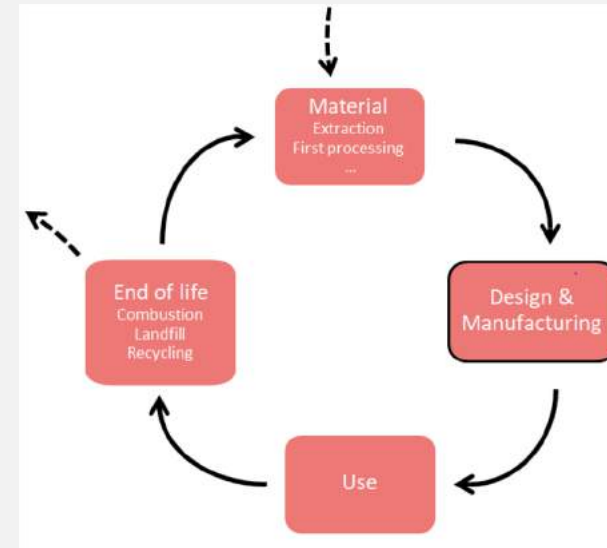 Material
Extraction
First processing
...
Design &
Manufacturing
End of life
Combustion
Landfill
Recycling
Use